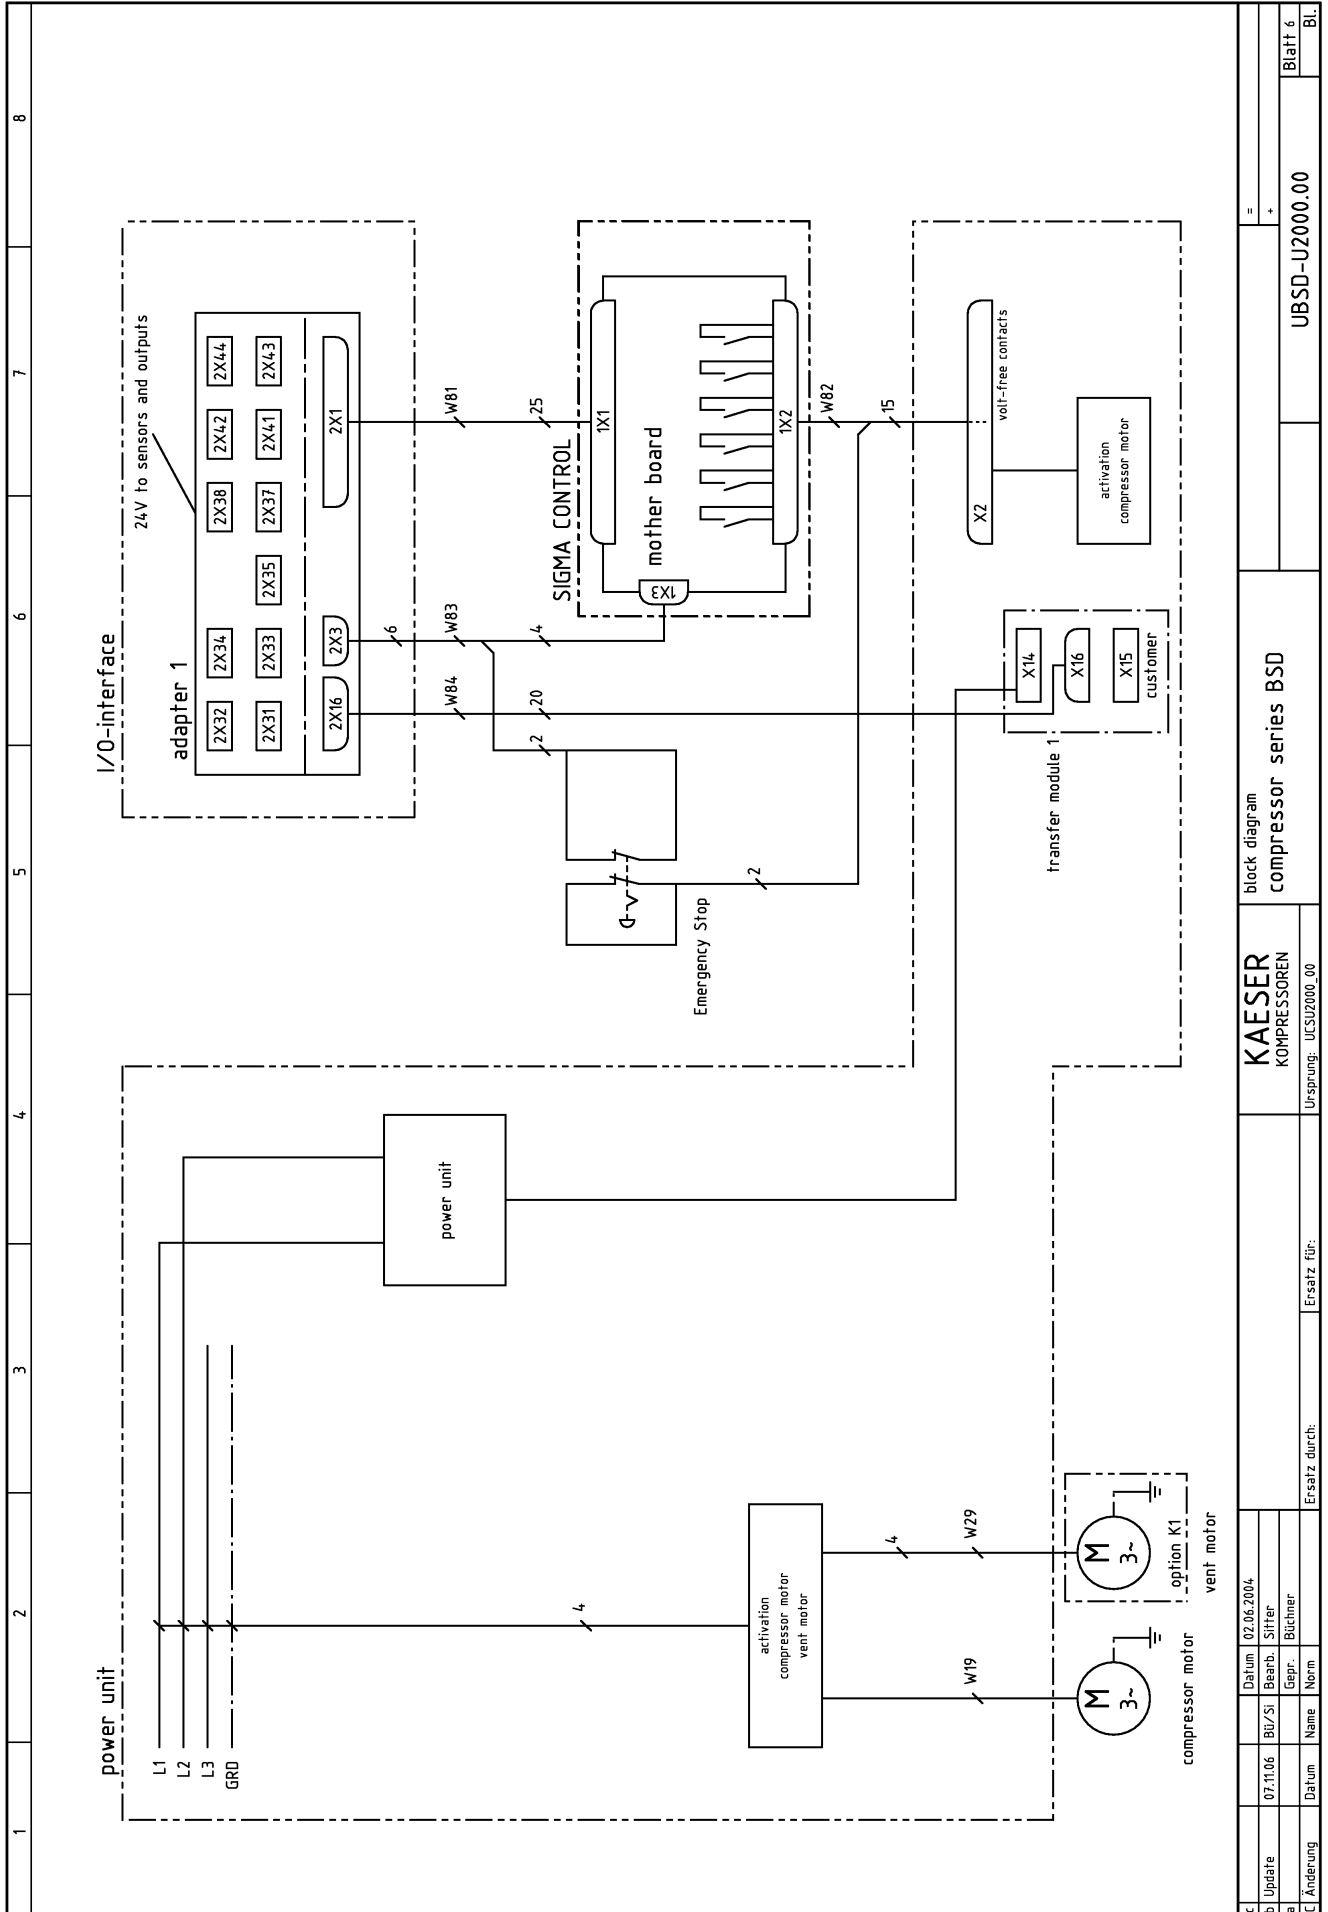 1
2
3
4
5
6
7
8
power unit
L1
L2
L3
GRD
4
activation
compressor motor
vent motor
W19
4
W29
M
3~
compressor motor
M
3~
option K1
vent motor
power unit
I/O-interface
24V to sensors and outputs
adapter 1
2X32
2X34
2X38
2X42
2X44
2X31
2X33
2X35
2X37
2X41
2X43
2X16
2X3
2X1
6
W84
W83
W81
2
20
4
25
Emergency Stop
2
SIGMA CONTROL
1X1
mother board
1X3
1X2
W82
15
X2
volt-free contacts
activation
compressor motor
transfer module 1
X14
X16
X15
customer
c
b
a
C
Update
Änderung
07.11.06
Datum
Bü/Si
Name
Datum
02.06.2004
Bearb.
Sitter
Gepr.
Büchner
Norm
Ersatz durch:
Ersatz für:
KAESER
KOMPRESSOREN
Ursprung: UCSU2000_00
block diagram
compressor series BSD
=
+
UBSD-U2000.00
Blatt 6
Bl.